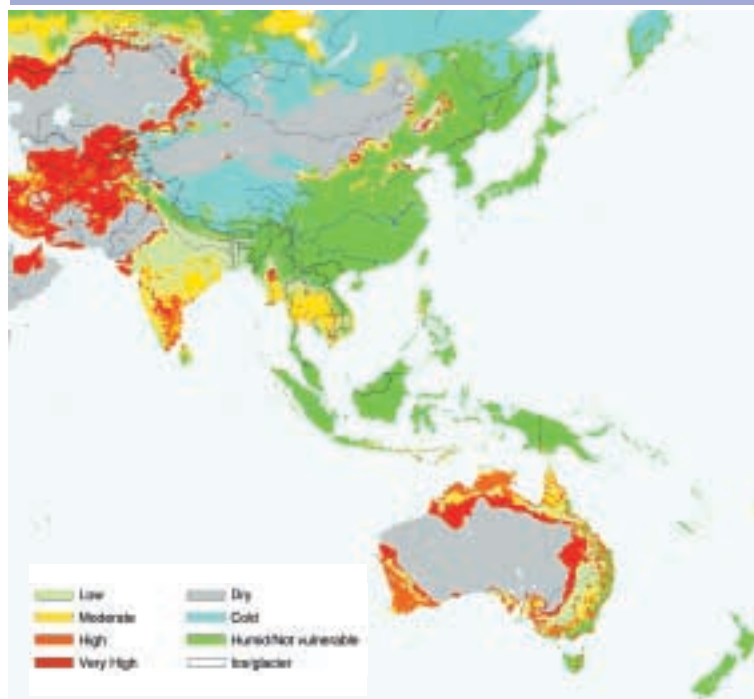 Low
Moderate
High
Very High
Dry
Cold
Humid/Not vulnerable
Ice/glacier